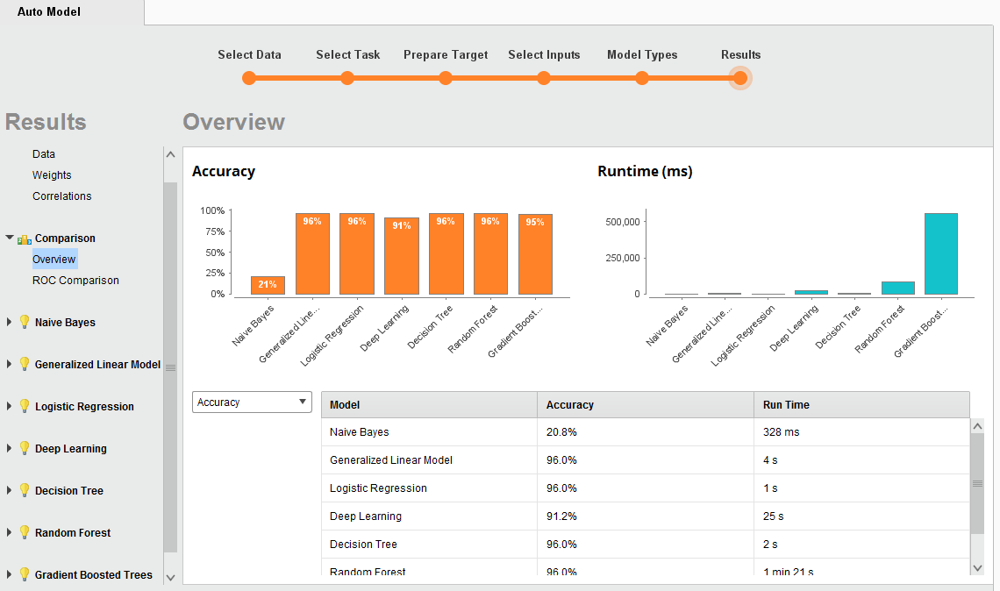 Auto Model
Select Data Select Task Prepare Target Select Inputs Model Types Results
Results
Data
Weights
Correlations
Comparison
Overview
ROC Comparison
Naive Bayes
Generalized Linear Model
Logistic Regression
Deep Learning
Decision Tree
Random Forest
Gradient Boosted Trees
Overview
Accuracy
100%
75%
50%
25%
0%
21% 96% 96% 91% 96% 96% 95%
Naive Bayes
Generalized Line...
Logistic Regression
Deep Learning
Decision Tree
Random Forest
Gradient Boost...
Runtime (ms)
500,000
250,000
0
Naive Bayes
Generalized Line...
Logistic Regression
Deep Learning
Decision Tree
Random Forest
Gradient Boost...
Accuracy
Model Accuracy Run Time
Naive Bayes 20.8% 328 ms
Generalized Linear Model 96.0% 4 s
Logistic Regression 96.0% 1 s
Deep Learning 91.2% 25 s
Decision Tree 96.0% 2 s
Random Forest 96.0% 1 min 21 s